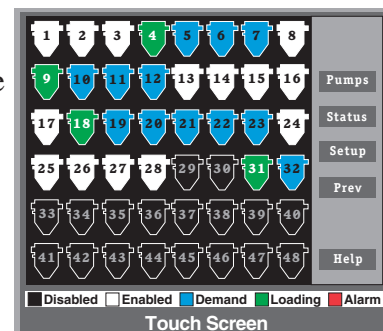 1 2 3 4 5 6 7 8
e
9 10 11 12 13 14 15 16 Pumps
17 18 19 20 21 22 23 24 Status
Setup
25 26 27 28 29 30 31 32
Prev
33 34 35 36 37 38 39 40
41 42 43 44 45 46 47 48 Help
Disabled Enabled Demand Loading Alarm
Touch Screen